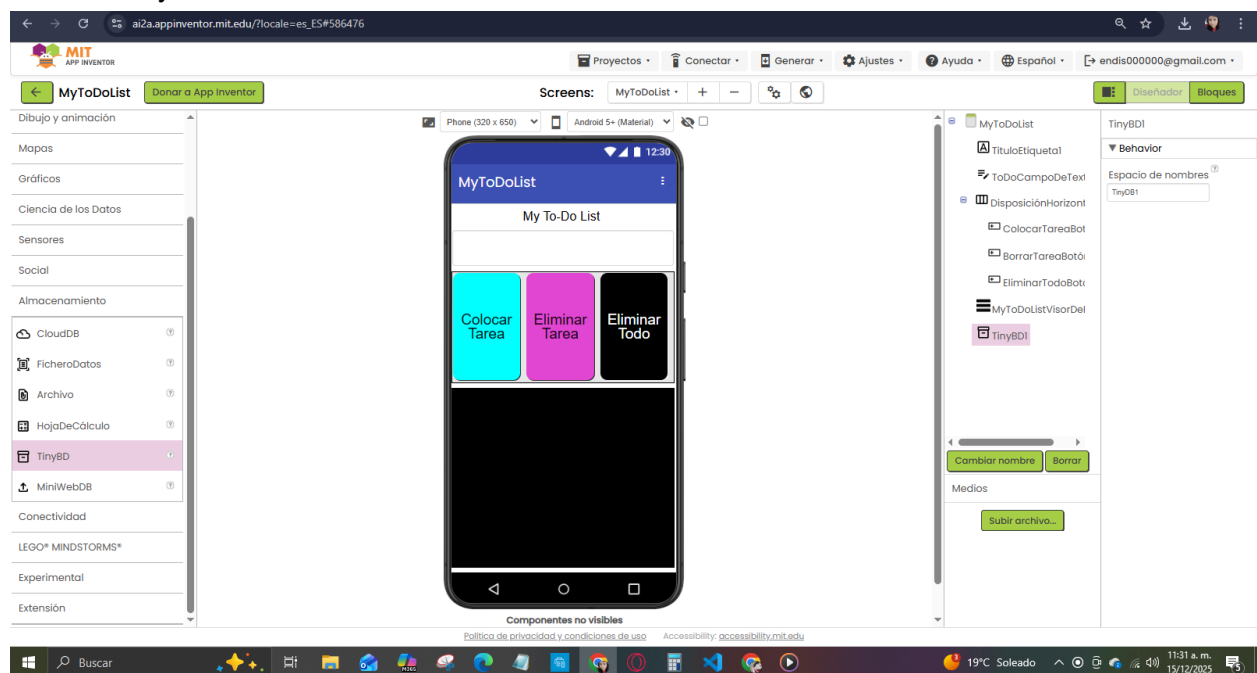 ai2a.appinventor.mit.edu/?locale=es_ES#586476
MIT
APP INVENTOR
Proyectos
Conectar
Generar
Ajustes
Ayuda
Español
endis000000@gmail.com
MyToDoList
Donar a App Inventor
Screens:
MyToDoList
+
−
Diseñador
Bloques
Dibujo y animación
Mapas
Gráficos
Ciencia de los Datos
Sensores
Social
Almacenamiento
CloudDB
FicheroDatos
Archivo
HojaDeCálculo
TinyBD
MiniWebDB
Conectividad
LEGO® MINDSTORMS®
Experimental
Extensión
Phone (320 x 650)
Android 5+ (Material)
12:30
MyToDoList
My To-Do List
Colocar
Tarea
Eliminar
Tarea
Eliminar
Todo
Componentes no visibles
MyToDoList
TituloEtiqueta1
ToDoCampoDeText
DisposiciónHorizont
ColocarTareaBot
BorrarTareaBotó
EliminarTodoBoto
MyToDoListVisorDel
TinyBD1
Cambiar nombre
Borrar
Medios
Subir archivo...
TinyBD1
Behavior
Espacio de nombres
TinyDB1
Política de privacidad y condiciones de uso
Accessibility: accessibility.mit.edu
Buscar
19°C Soleado
11:31 a. m.
15/12/2025